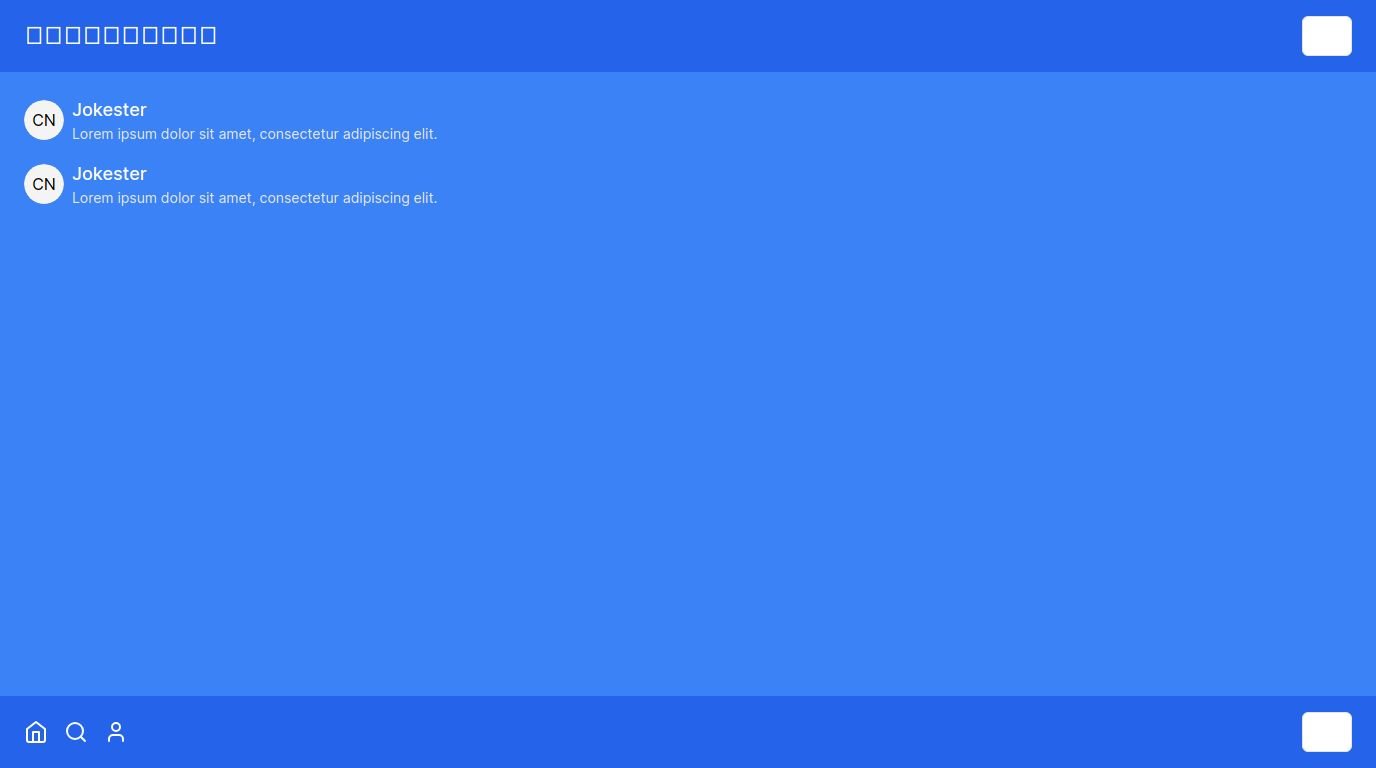 CN
Jokester
Lorem ipsum dolor sit amet, consectetur adipiscing elit.
CN
Jokester
Lorem ipsum dolor sit amet, consectetur adipiscing elit.